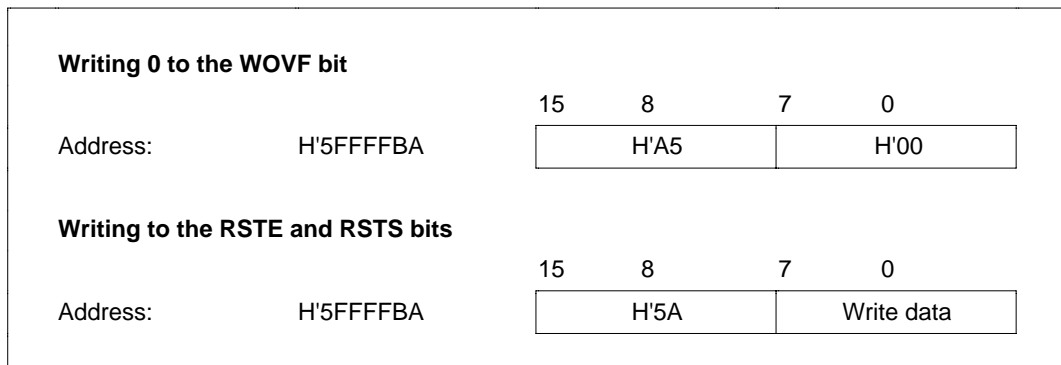 Writing 0 to the WOVF bit
15 8 7 0
Address: H'5FFFFBA H'A5 H'00
Writing to the RSTE and RSTS bits
15 8 7 0
Address: H'5FFFFBA H'5A Write data